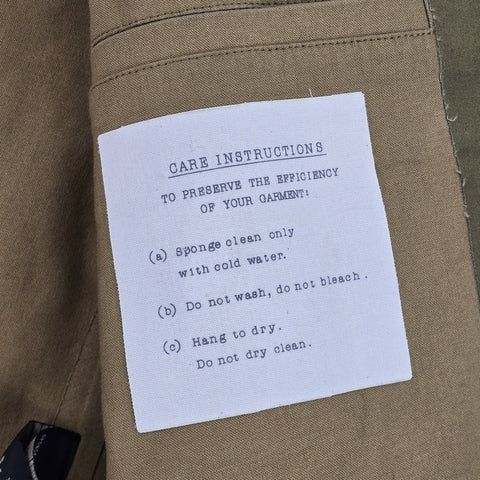 CARE INSTRUCTIONS
TO PRESERVE THE EFFICIENCY
OF YOUR GARMENT:
(a) Sponge clean only
with cold water.
(b) Do not wash, do not bleach.
(c) Hang to dry.
Do not dry clean.